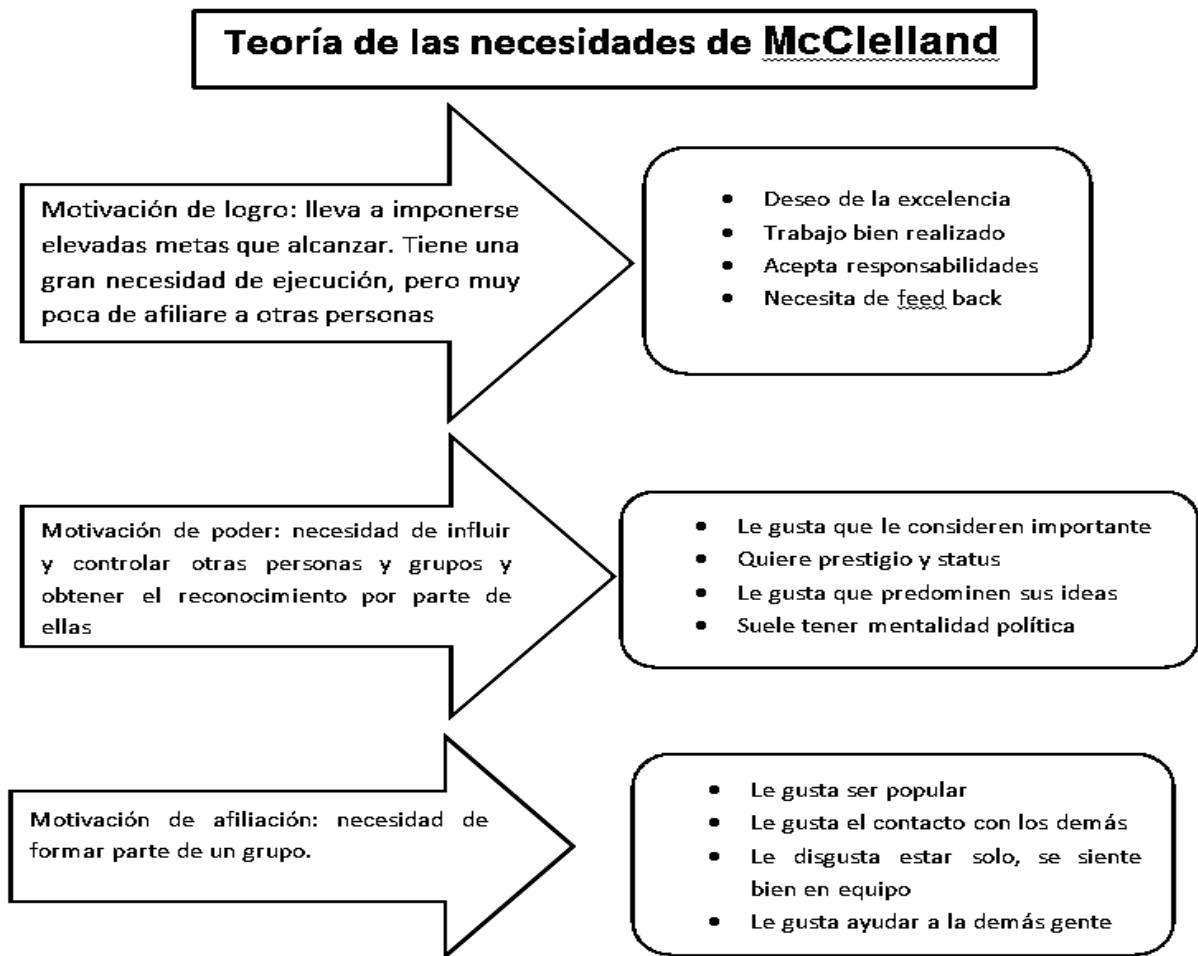 Teoría de las necesidades de McClelland
Motivación de logro: lleva a imponerse
elevadas metas que alcanzar. Tiene una
gran necesidad de ejecución, pero muy
poca de afiliare a otras personas
• Deseo de la excelencia
• Trabajo bien realizado
• Acepta responsabilidades
• Necesita de feed back
Motivación de poder: necesidad de influir
y controlar otras personas y grupos y
obtener el reconocimiento por parte de
ellas
• Le gusta que le consideren importante
• Quiere prestigio y status
• Le gusta que predominen sus ideas
• Suele tener mentalidad política
Motivación de afiliación: necesidad de
formar parte de un grupo.
• Le gusta ser popular
• Le gusta el contacto con los demás
• Le disgusta estar solo, se siente
bien en equipo
• Le gusta ayudar a la demás gente